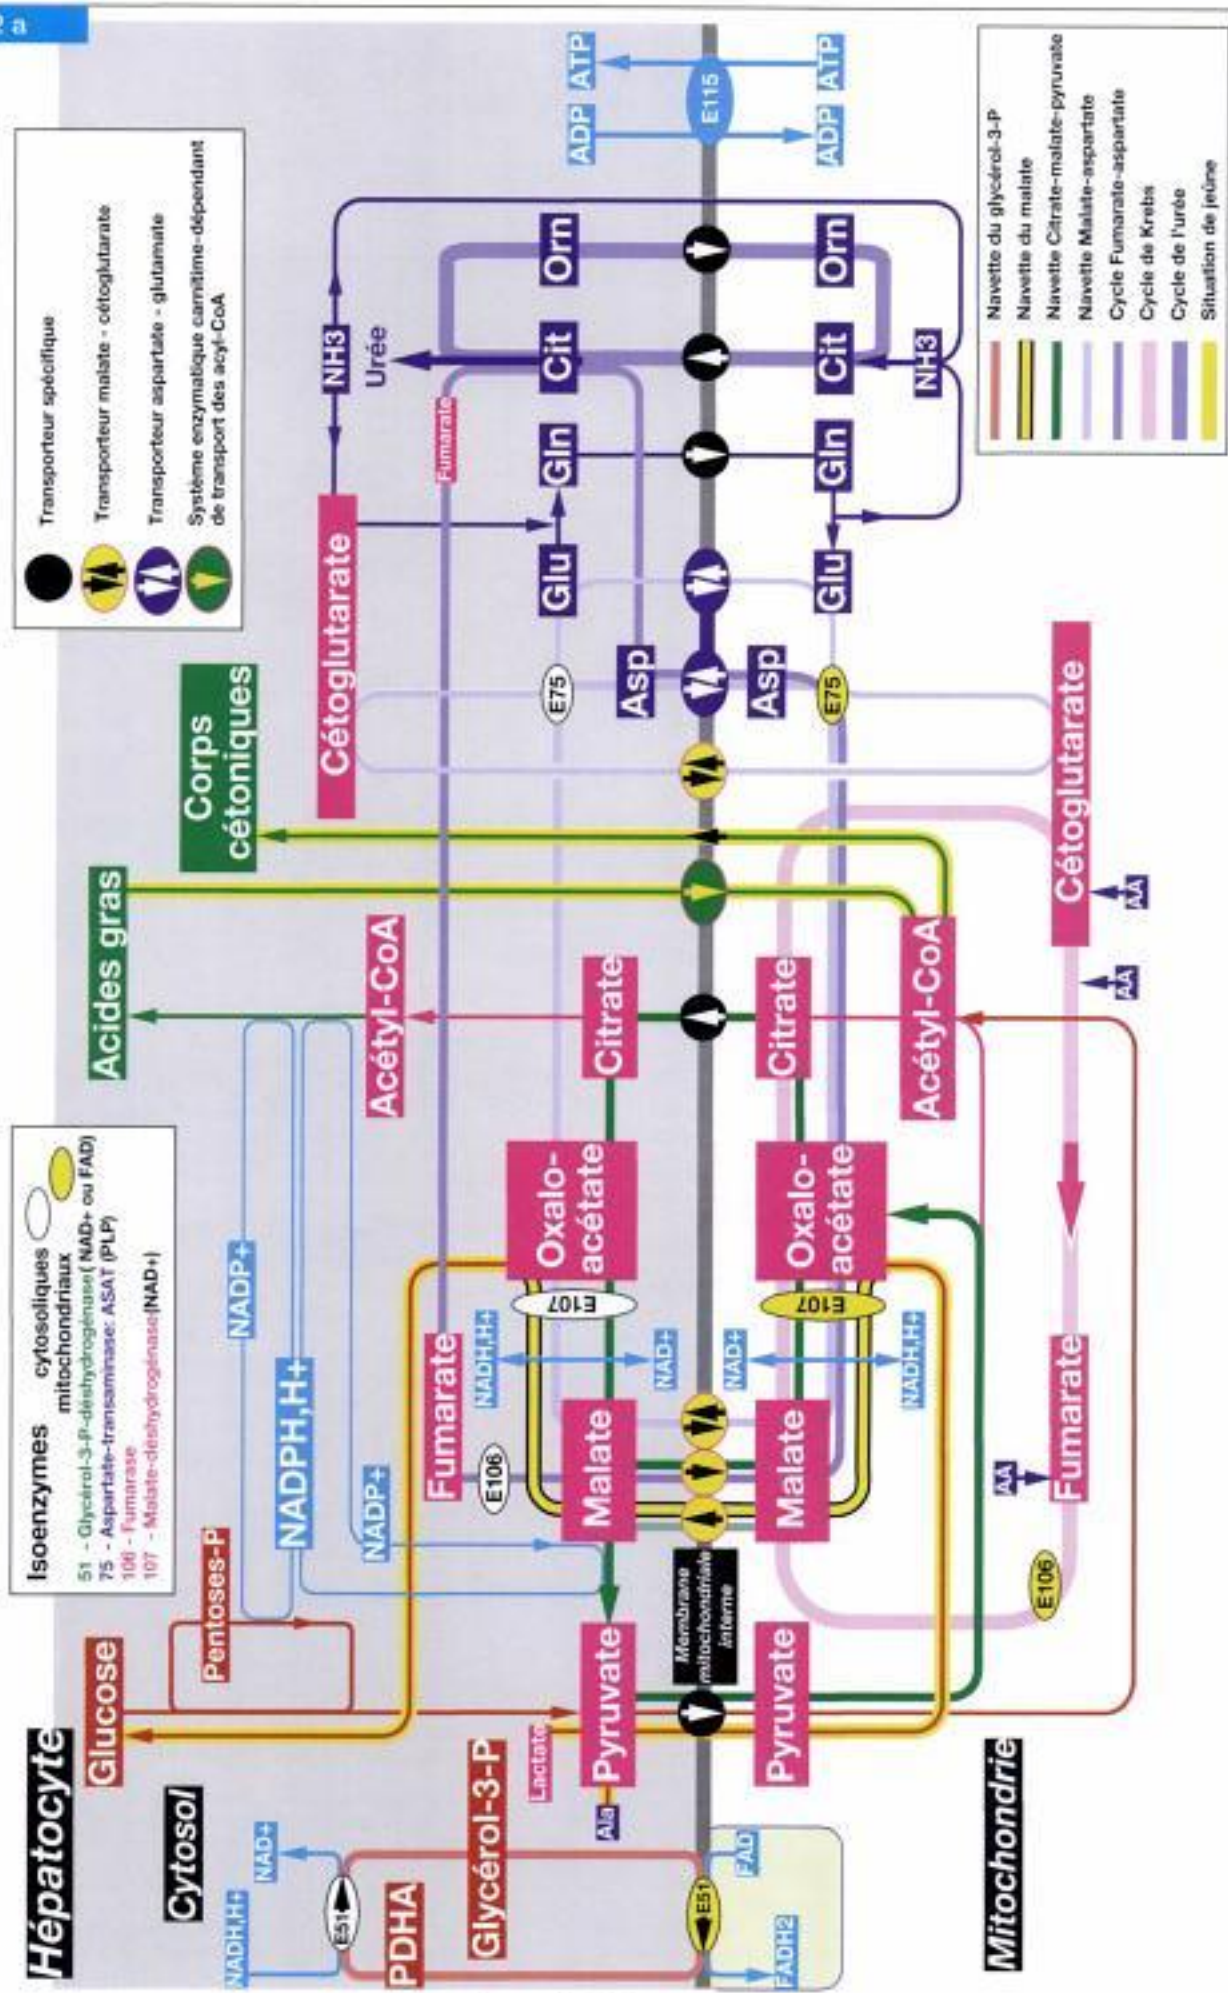 2 a
Hépatocyte
Cytosol
Isoenzymes
cytosoliques
mitochondriaux
51 - Glycérol-3-P-déshydrogénase( NAD+ ou FAD)
75 - Aspartate-transaminase: ASAT (PLP)
106 - Fumarase
107 - Malate-déshydrogénase(NAD+)
Transporteur spécifique
Transporteur malate - cétoglutarate
Transporteur aspartate - glutamate
Système enzymatique carnitime-dépendant
de transport des acyl-CoA
Glucose
Pentoses-P
Acides gras
Corps
cétoniques
NADH,H+
NAD+
NADP+
NADPH,H+
NADP+
E51
PDHA
Glycérol-3-P
Acétyl-CoA
Cétoglutarate
NH3
Urée
Fumarate
Fumarate
E106
NADH,H+
Lactate
Ala
Pyruvate
Malate
E107
Oxalo-
acétate
Citrate
E75
Asp
Glu
Gln
Cit
Orn
ADP
ATP
NAD+
E51
Membrane
mitochondriale
interne
E115
FAD
FADH2
Pyruvate
Malate
NAD+
E107
NADH,H+
Oxalo-
acétate
Citrate
Asp
E75
Glu
Gln
Cit
Orn
ADP
ATP
Acétyl-CoA
NH3
Mitochondrie
E106
AA
Fumarate
AA
AA
Cétoglutarate
Navette du glycérol-3-P
Navette du malate
Navette Citrate-malate-pyruvate
Navette Malate-aspartate
Cycle Fumarate-aspartate
Cycle de Krebs
Cycle de l'urée
Situation de jeûne